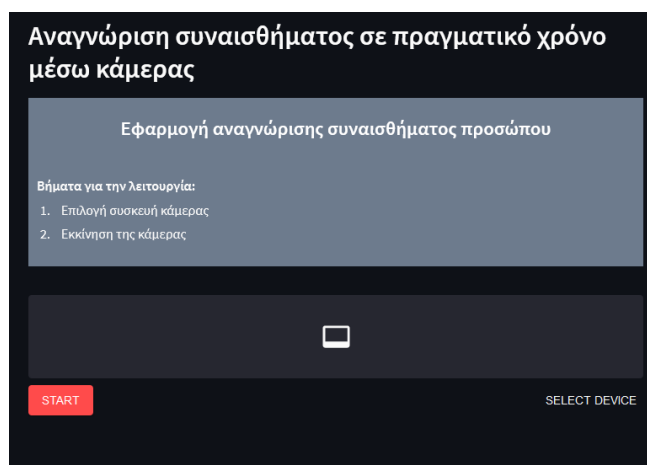 Αναγνώριση συναισθήματος σε πραγματικό χρόνο
μέσω κάμερας
Εφαρμογή αναγνώρισης συναισθήματος προσώπου
Βήματα για την λειτουργία:
1. Επιλογή συσκευή κάμερας
2. Εκκίνηση της κάμερας
START
SELECT DEVICE